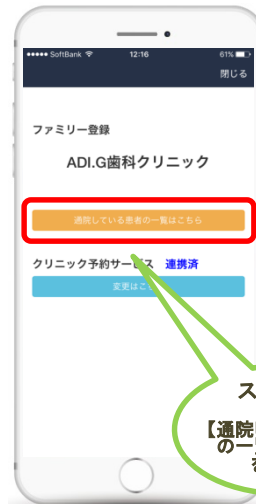 SoftBank 12:16 61%
閉じる
ファミリー登録
ADI.G歯科クリニック
通院している患者の一覧はこちら
クリニック予約サービス 連携済
変更はこ
ス
【通院
の一